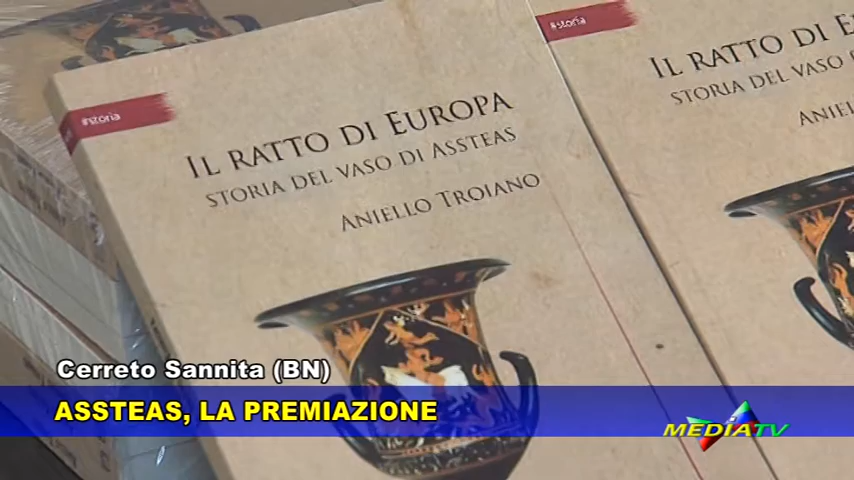 #storia
IL RATTO DI EUROPA
STORIA DEL VASO DI ASSTEAS
ANIELLO TROIANO
#storia
IL RATTO DI E
STORIA DEL VASO
ANIEL
Cerreto Sannita (BN)
ASSTEAS, LA PREMIAZIONE
MEDIATV